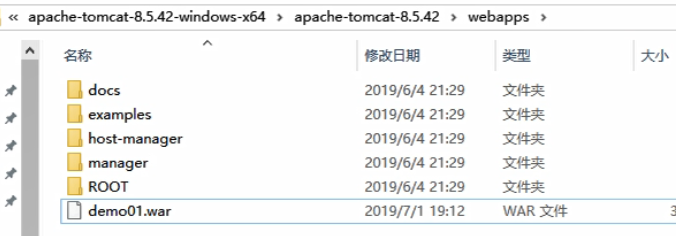 « apache-tomcat-8.5.42-windows-x64 > apache-tomcat-8.5.42 > webapps >
名称 修改日期 类型 大小
docs 2019/6/4 21:29 文件夹
examples 2019/6/4 21:29 文件夹
host-manager 2019/6/4 21:29 文件夹
manager 2019/6/4 21:29 文件夹
ROOT 2019/6/4 21:29 文件夹
demo01.war 2019/7/1 19:12 WAR 文件